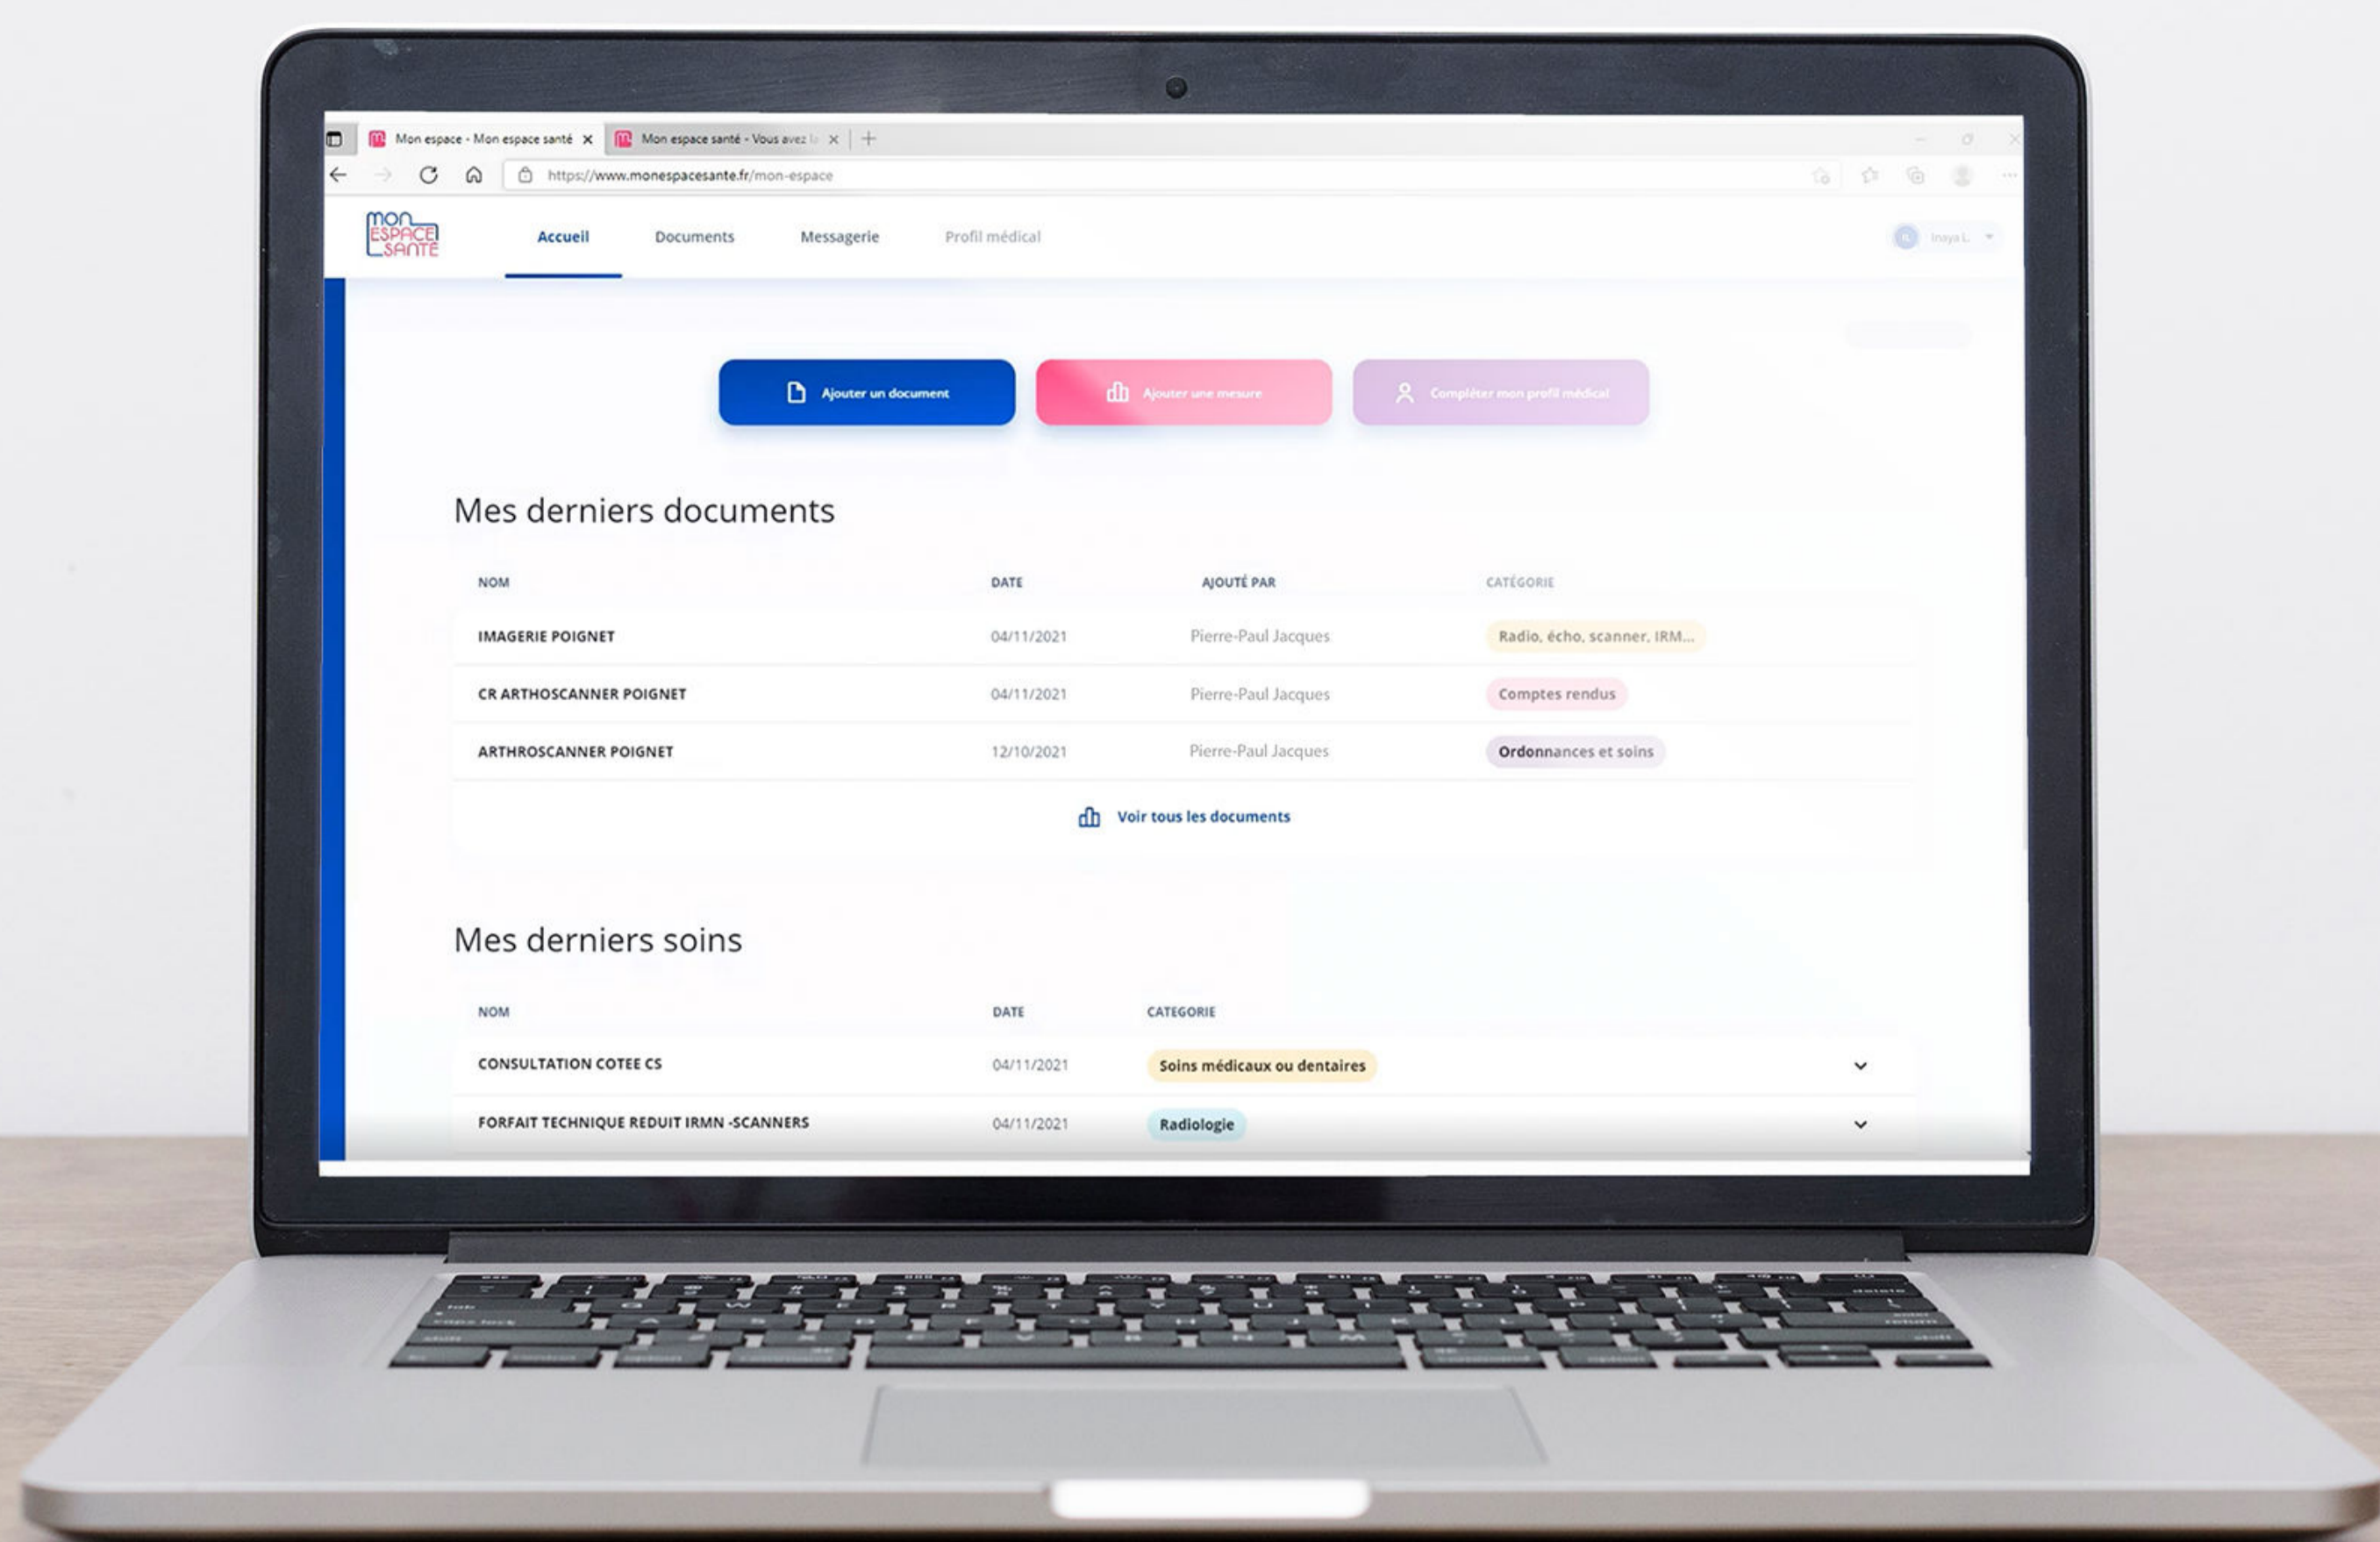 Mon espace - Mon espace santé
Mon espace santé - Vous avez la
https://www.monespacesante.fr/mon-espace
MON ESPACE SANTÉ
Accueil Documents Messagerie Profil médical
Inaya L.
Ajouter un document Ajouter une mesure Compléter mon profil médical
Mes derniers documents
NOM DATE AJOUTÉ PAR CATÉGORIE
IMAGERIE POIGNET 04/11/2021 Pierre-Paul Jacques Radio, écho, scanner, IRM...
CR ARTHOSCANNER POIGNET 04/11/2021 Pierre-Paul Jacques Comptes rendus
ARTHROSCANNER POIGNET 12/10/2021 Pierre-Paul Jacques Ordonnances et soins
Voir tous les documents
Mes derniers soins
NOM DATE CATEGORIE
CONSULTATION COTEE CS 04/11/2021 Soins médicaux ou dentaires
FORFAIT TECHNIQUE REDUIT IRMN -SCANNERS 04/11/2021 Radiologie